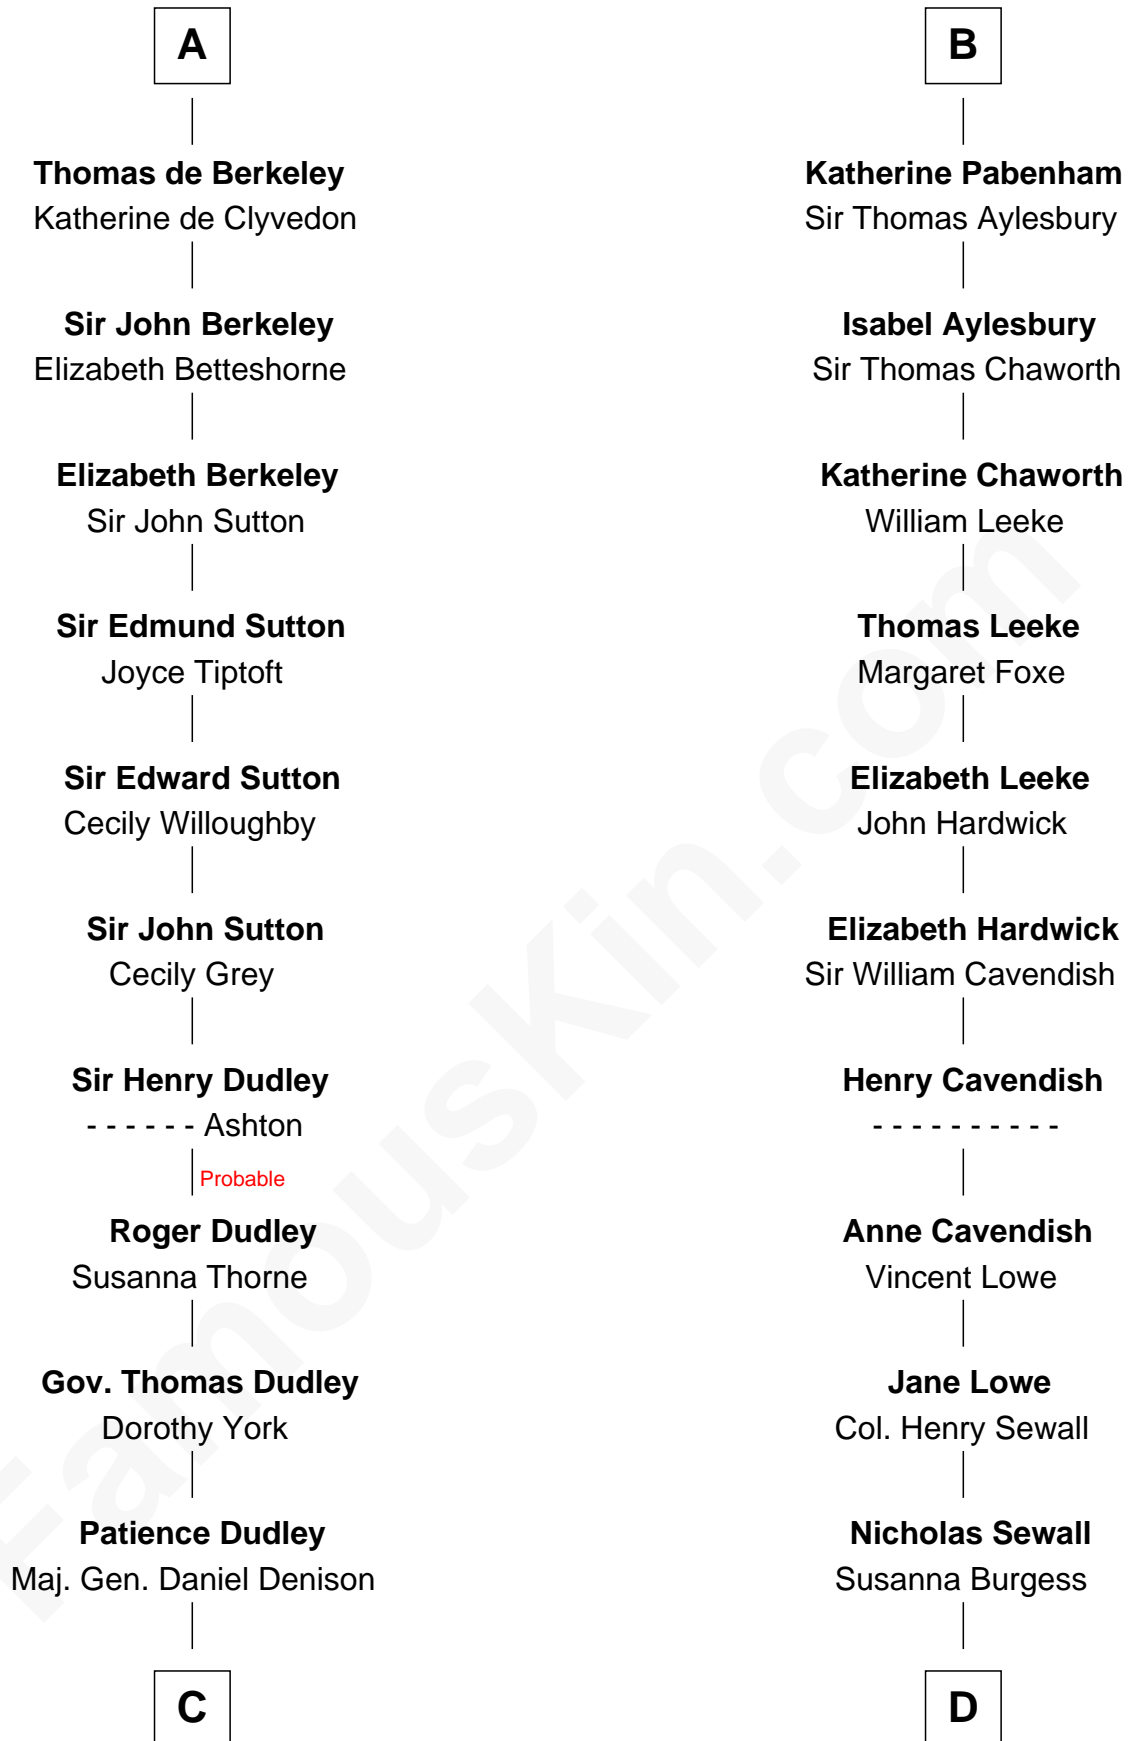 A
Thomas de Berkeley
Katherine de Clyvedon
Sir John Berkeley
Elizabeth Betteshorne
Elizabeth Berkeley
Sir John Sutton
Sir Edmund Sutton
Joyce Tiptoft
Sir Edward Sutton
Cecily Willoughby
Sir John Sutton
Cecily Grey
Sir Henry Dudley
- - - - - - Ashton
Probable
Roger Dudley
Susanna Thorne
Gov. Thomas Dudley
Dorothy York
Patience Dudley
Maj. Gen. Daniel Denison
C
B
Katherine Pabenham
Sir Thomas Aylesbury
Isabel Aylesbury
Sir Thomas Chaworth
Katherine Chaworth
William Leeke
Thomas Leeke
Margaret Foxe
Elizabeth Leeke
John Hardwick
Elizabeth Hardwick
Sir William Cavendish
Henry Cavendish
- - - - - - - - - -
Anne Cavendish
Vincent Lowe
Jane Lowe
Col. Henry Sewall
Nicholas Sewall
Susanna Burgess
D
FamousKin.com